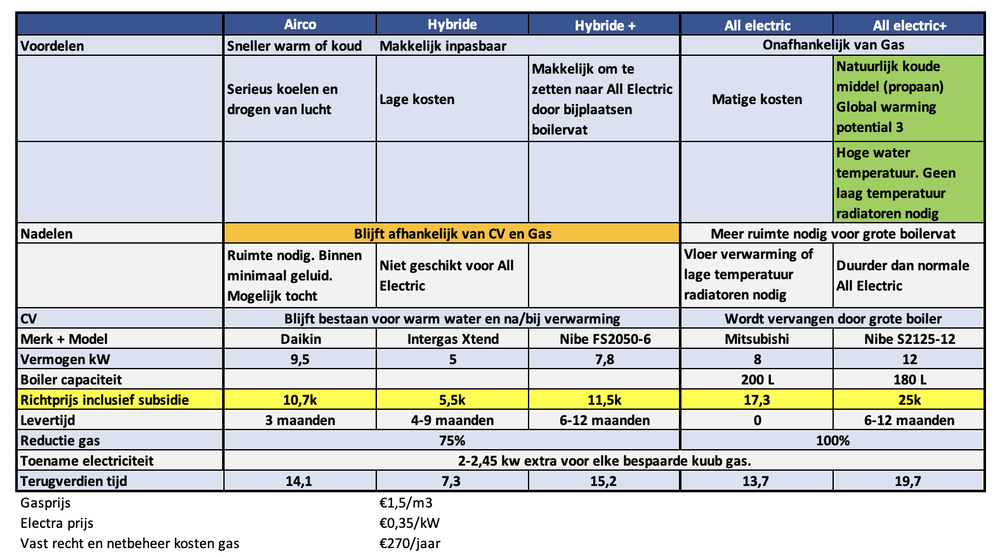 Airco Hybride Hybride + All electric All electric+
Voordelen Sneller warm of koud Makkelijk inpasbaar Onafhankelijk van Gas
Serieus koelen en
drogen van lucht
Lage kosten
Makkelijk om te
zetten naar All Electric
door bijplaatsen
boilervat
Matige kosten
Natuurlijk koude
middel (propaan)
Global warming
potential 3
Hoge water
temperatuur. Geen
laag temperatuur
radiatoren nodig
Nadelen Blijft afhankelijk van CV en Gas Meer ruimte nodig voor grote boilervat
Ruimte nodig. Binnen
minimaal geluid.
Mogelijk tocht
Niet geschikt voor All
Electric
Vloer verwarming of
lage temperatuur
radiatoren nodig
Duurder dan normale
All Electric
CV Blijft bestaan voor warm water en na/bij verwarming Wordt vervangen door grote boiler
Merk + Model Daikin Intergas Xtend Nibe FS2050-6 Mitsubishi Nibe S2125-12
Vermogen kW 9,5 5 7,8 8 12
Boiler capaciteit 200 L 180 L
Richtprijs inclusief subsidie 10,7k 5,5k 11,5k 17,3 25k
Levertijd 3 maanden 4-9 maanden 6-12 maanden 0 6-12 maanden
Reductie gas 75% 100%
Toename electriciteit 2-2,45 kw extra voor elke bespaarde kuub gas.
Terugverdien tijd 14,1 7,3 15,2 13,7 19,7
Gasprijs €1,5/m3
Electra prijs €0,35/kW
Vast recht en netbeheer kosten gas €270/jaar